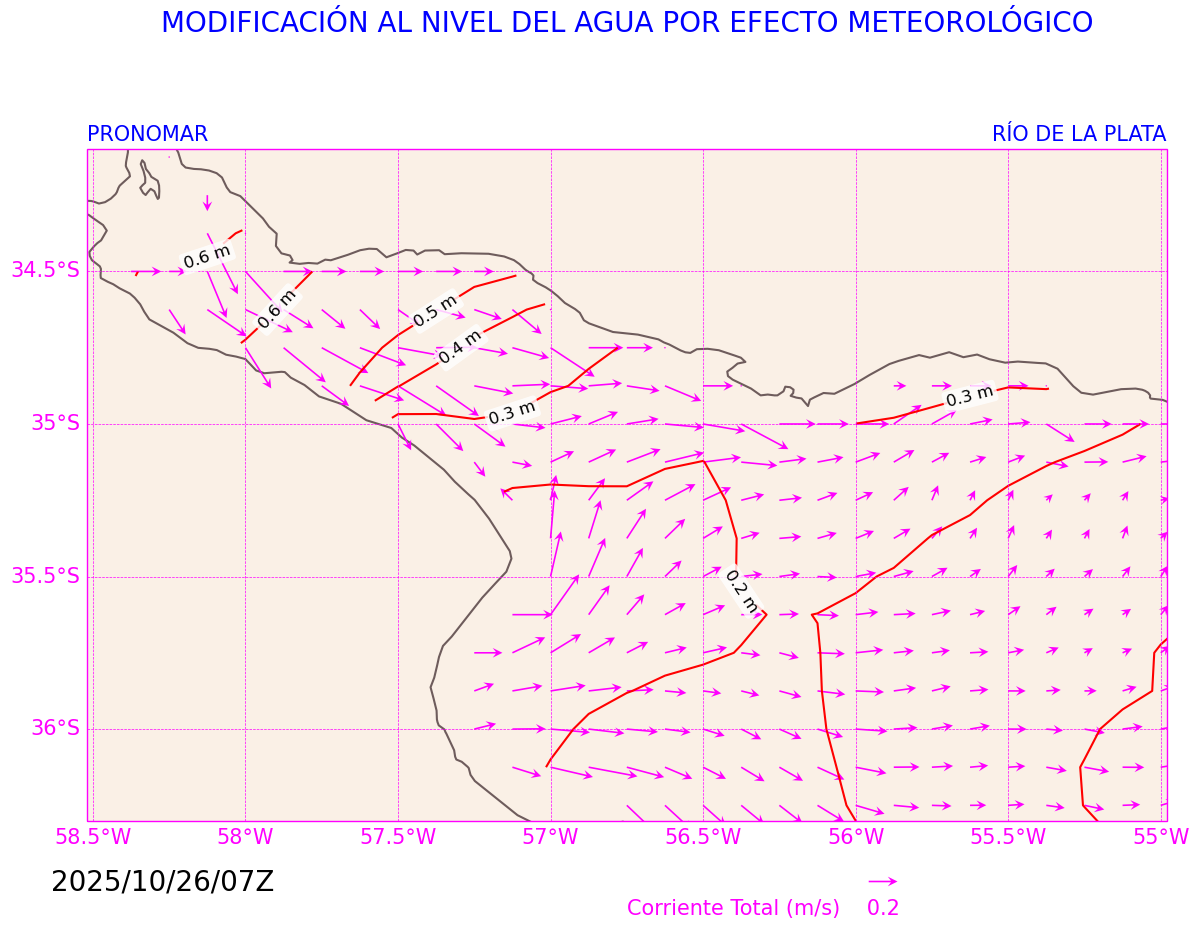 MODIFICACIÓN AL NIVEL DEL AGUA POR EFECTO METEOROLÓGICO
PRONOMAR
RÍO DE LA PLATA
0.6 m
34.5°S
0.6 m
0.5 m
0.4 m
0.3 m
0.3 m
35°S
0.2 m
35.5°S
36°S
58.5°W 58°W 57.5°W 57°W 56.5°W 56°W 55.5°W 55°W
2025/10/26/07Z
Corriente Total (m/s) 0.2